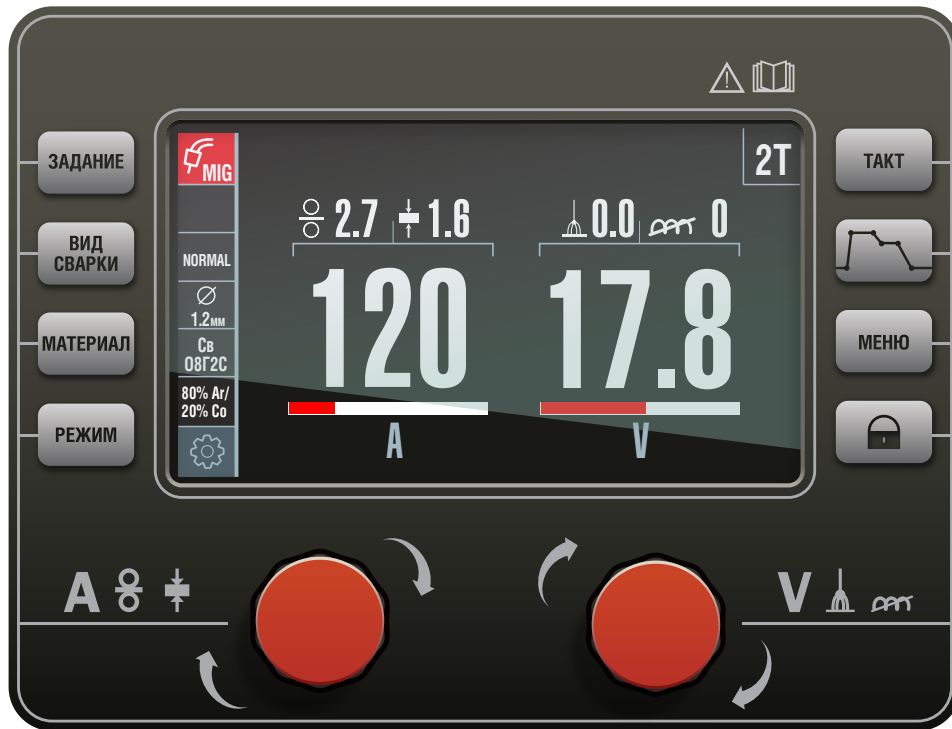 ЗАДАНИЕ
ВИД
СВАРКИ
МАТЕРИАЛ
РЕЖИМ
MIG
NORMAL
1.2мм
Св
08Г2С
80% Ar/
20% Co
2T
2.7 1.6
0.0 0
120
17.8
A
V
ТАКТ
МЕНЮ
A
V